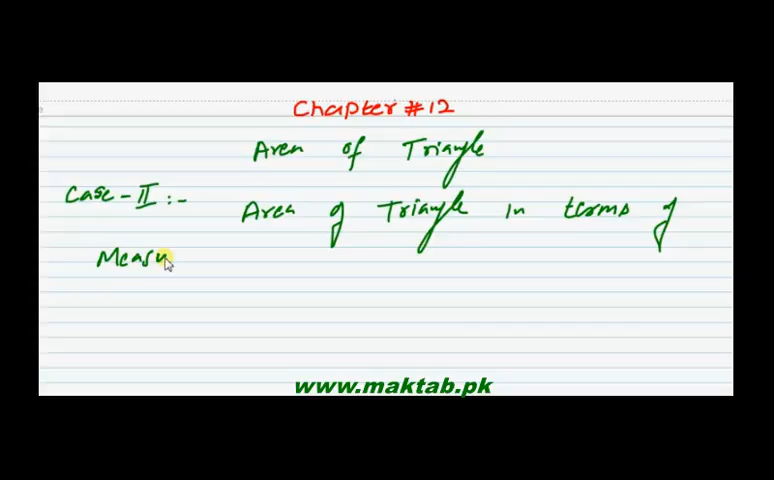 Chapter #12
Area of Triangle
Case-II:- Area of Triangle in terms of
Measu
www.maktab.pk